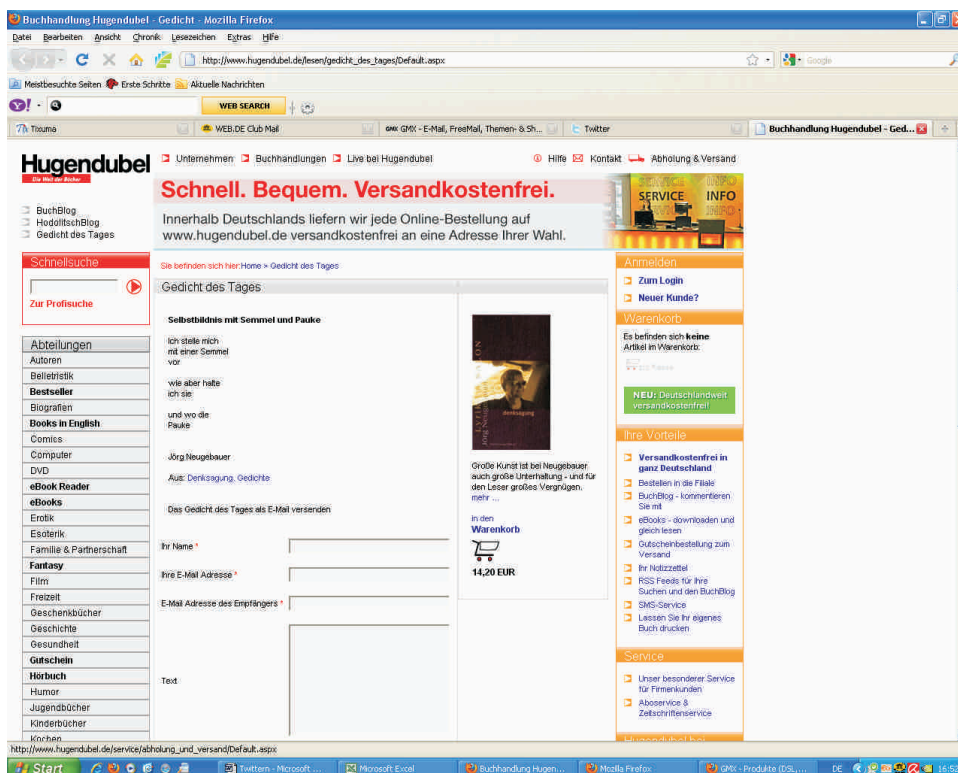 Buchhandlung Hugendubel - Gedicht - Mozilla Firefox
Datei Bearbeiten Ansicht Chronik Lesezeichen Extras Hilfe
http://www.hugendubel.de/lesen/gedicht_des_tages/Default.aspx
Google
Meistbesuchte Seiten Erste Schritte Aktuelle Nachrichten
WEB SEARCH
Tixuma
WEB.DE Club Mail
GMX - E-Mail, FreeMail, Themen- & Sh...
Twitter
Buchhandlung Hugendubel - Ged...
Hugendubel
Die Welt der Bücher
Unternehmen Buchhandlungen Live bei Hugendubel
Hilfe Kontakt Abholung & Versand
BuchBlog
HodolitschBlog
Gedicht des Tages
Schnell. Bequem. Versandkostenfrei.
Innerhalb Deutschlands liefern wir jede Online-Bestellung auf
www.hugendubel.de versandkostenfrei an eine Adresse Ihrer Wahl.
SERVICE INFO
Schnellsuche
Zur Profisuche
Abteilungen
Autoren
Belletristik
Bestseller
Biografien
Books in English
Comics
Computer
DVD
eBook Reader
eBooks
Erotik
Esoterik
Familie & Partnerschaft
Fantasy
Film
Freizeit
Geschenkbücher
Geschichte
Gesundheit
Gutschein
Hörbuch
Humor
Jugendbücher
Kinderbücher
Kochen
Sie befinden sich hier:Home > Gedicht des Tages
Gedicht des Tages
Selbstbildnis mit Semmel und Pauke
Ich stelle mich
mit einer Semmel
vor
wie aber halte
ich sie
und wo die
Pauke
Jörg Neugebauer
Aus: Denksagung, Gedichte
Das Gedicht des Tages als E-Mail versenden
Ihr Name *
Ihre E-Mail Adresse *
E-Mail Adresse des Empfängers *
Text
denksagung
Große Kunst ist bei Neugebauer
auch große Unterhaltung - und für
den Leser großes Vergnügen.
mehr ...
In den
Warenkorb
14,20 EUR
Anmelden
Zum Login
Neuer Kunde?
Warenkorb
Es befinden sich keine
Artikel im Warenkorb:
zur Kasse
NEU: Deutschlandweit
versandkostenfrei!
Ihre Vorteile
Versandkostenfrei in
ganz Deutschland
Bestellen in die Filiale
BuchBlog - kommentieren
Sie mit
eBooks - downloaden und
gleich lesen
Gutscheinbestellung zum
Versand
Ihr Notizzettel
RSS Feeds für Ihre
Suchen und den BuchBlog
SMS-Service
Lassen Sie Ihr eigenes
Buch drucken
Service
Unser besonderer Service
für Firmenkunden
Aboservice &
Zeitschriftenservice
Hugendubel bei
http://www.hugendubel.de/service/abholung_und_versand/Default.aspx
Start
Twittern - Microsoft ...
Microsoft Excel
Buchhandlung Hugen...
Mozilla Firefox
GMX - Produkte (DSL,...
DE
16:52